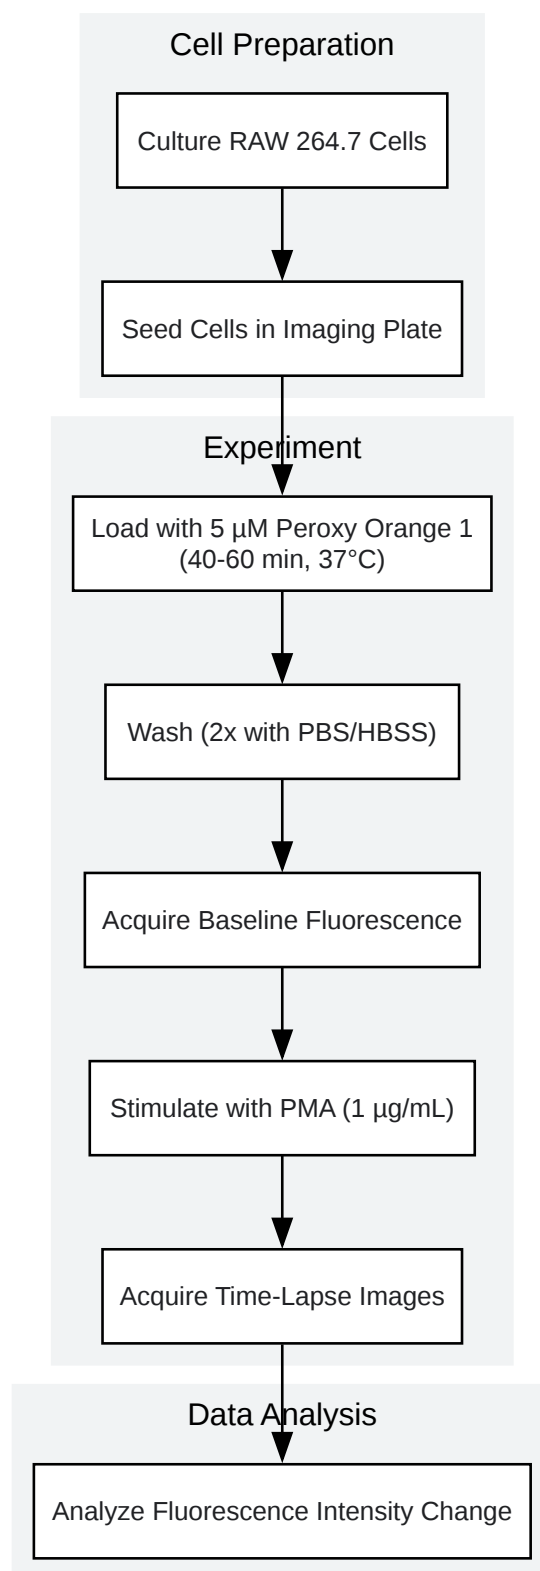 Cell Preparation
Culture RAW 264.7 Cells
Seed Cells in Imaging Plate
Experiment
Load with 5 µM Peroxy Orange 1
(40-60 min, 37°C)
Wash (2x with PBS/HBSS)
Acquire Baseline Fluorescence
Stimulate with PMA (1 µg/mL)
Acquire Time-Lapse Images
Data Analysis
Analyze Fluorescence Intensity Change